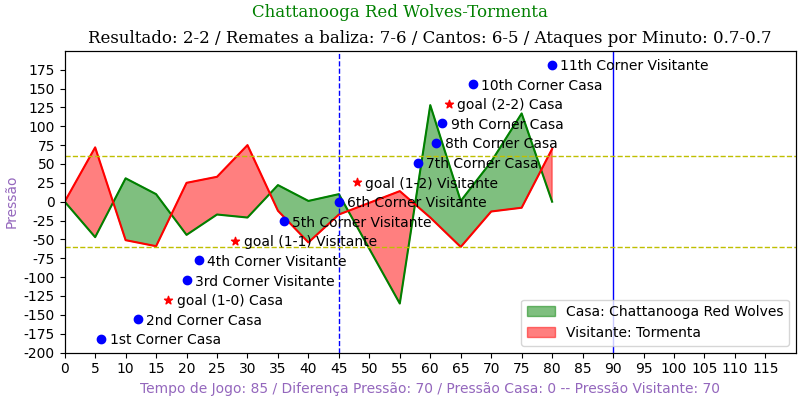 Chattanooga Red Wolves-Tormenta
Resultado: 2-2 / Remates a baliza: 7-6 / Cantos: 6-5 / Ataques por Minuto: 0.7-0.7
175
150
125
100
75
50
25
0
-25
-50
-75
-100
-125
-150
-175
-200
Pressão
11th Corner Visitante
10th Corner Casa
goal (2-2) Casa
9th Corner Casa
8th Corner Casa
7th Corner Casa
goal (1-2) Visitante
6th Corner Visitante
5th Corner Visitante
goal (1-1) Visitante
4th Corner Visitante
3rd Corner Visitante
goal (1-0) Casa
2nd Corner Casa
1st Corner Casa
Casa: Chattanooga Red Wolves
Visitante: Tormenta
0 5 10 15 20 25 30 35 40 45 50 55 60 65 70 75 80 85 90 95 100 105 110 115
Tempo de Jogo: 85 / Diferença Pressão: 70 / Pressão Casa: 0 -- Pressão Visitante: 70